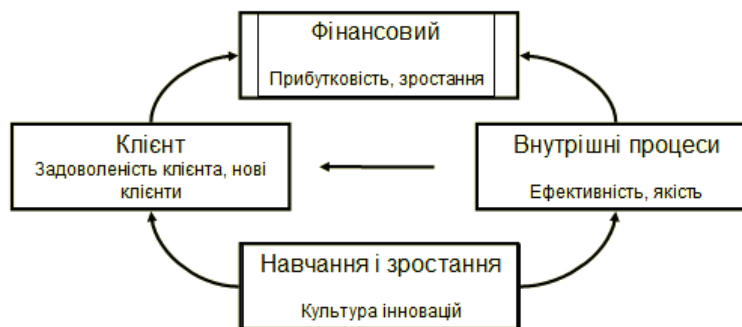 Фінансовий
Прибутковість, зростання
Клієнт
Задоволеність клієнта, нові
клієнти
Внутрішні процеси
Ефективність, якість
Навчання і зростання
Культура інновацій